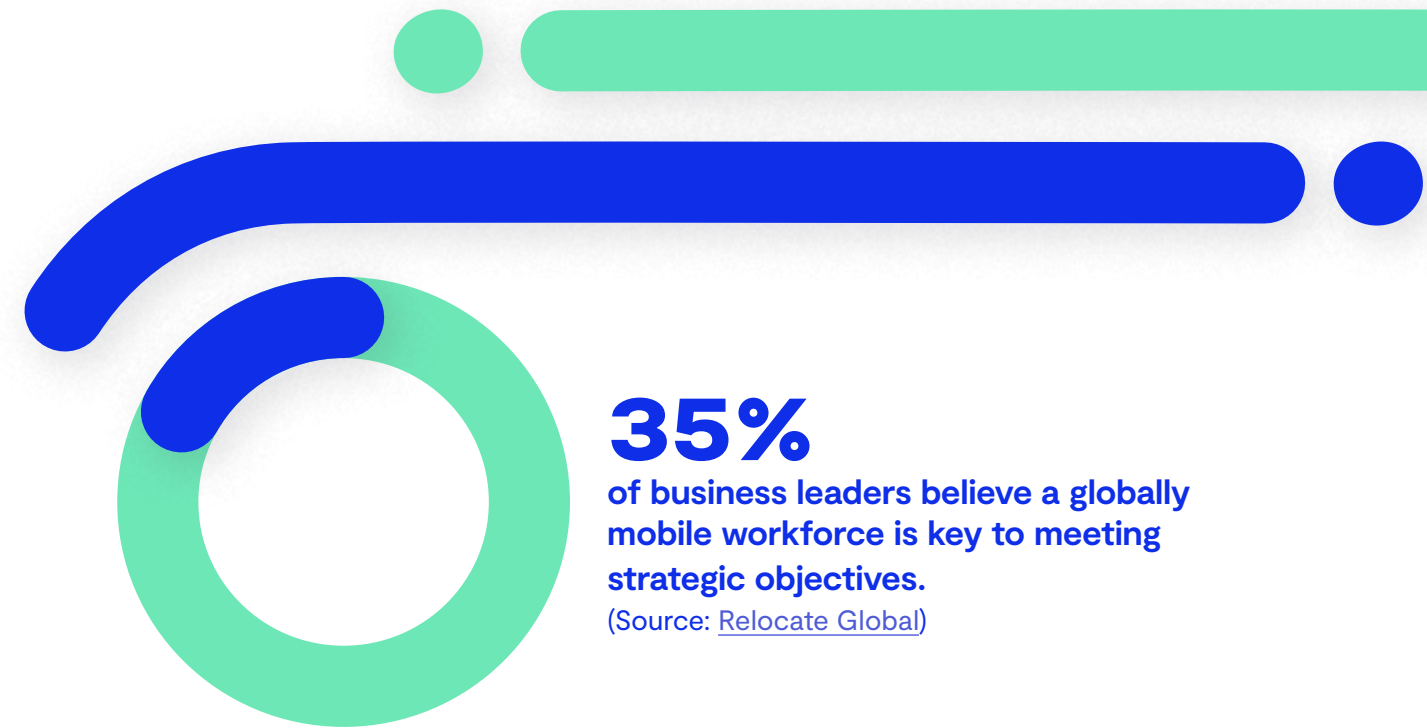 35%
of business leaders believe a globally
mobile workforce is key to meeting
strategic objectives.
(Source: Relocate Global)